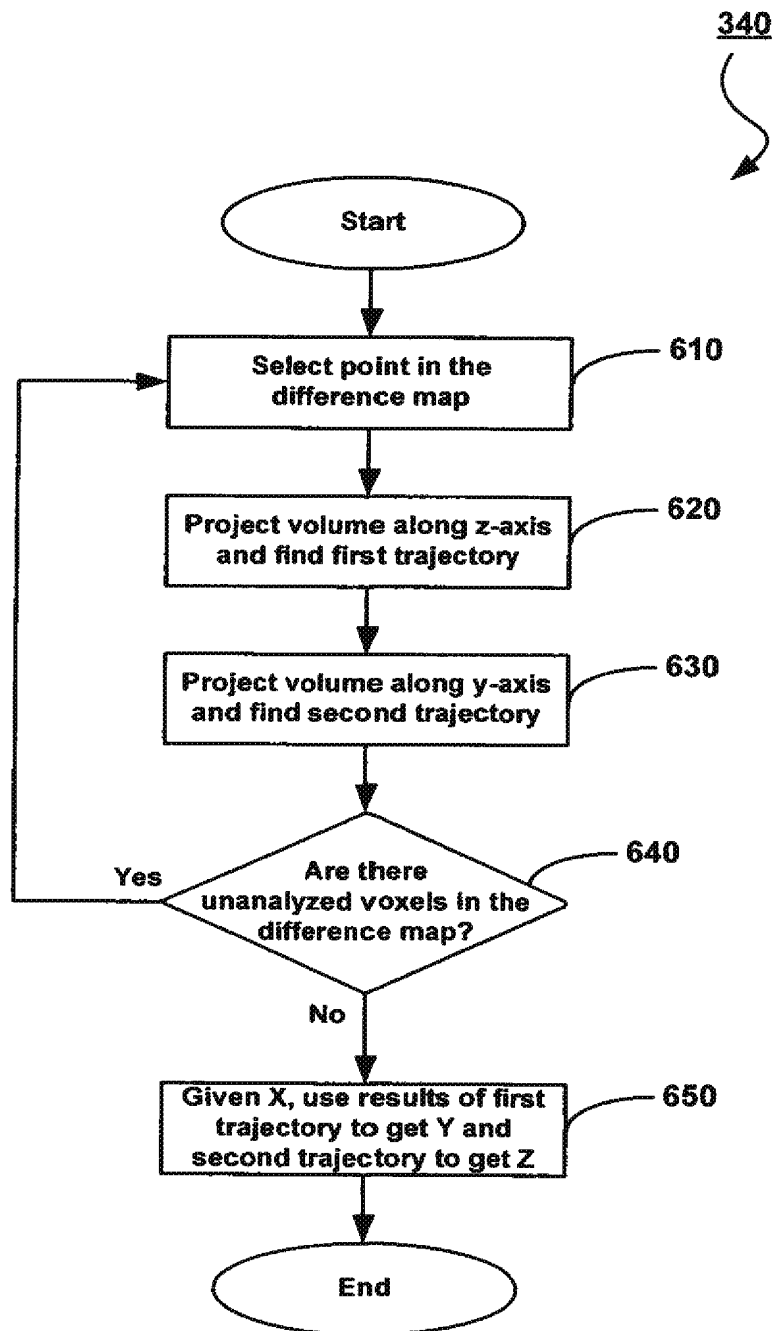 340
Start
Select point in the
difference map
610
Project volume along z-axis
and find first trajectory
620
Project volume along y-axis
and find second trajectory
630
Are there
unanalyzed voxels in the
difference map?
640
Yes
No
Given X, use results of first
trajectory to get Y and
second trajectory to get Z
650
End